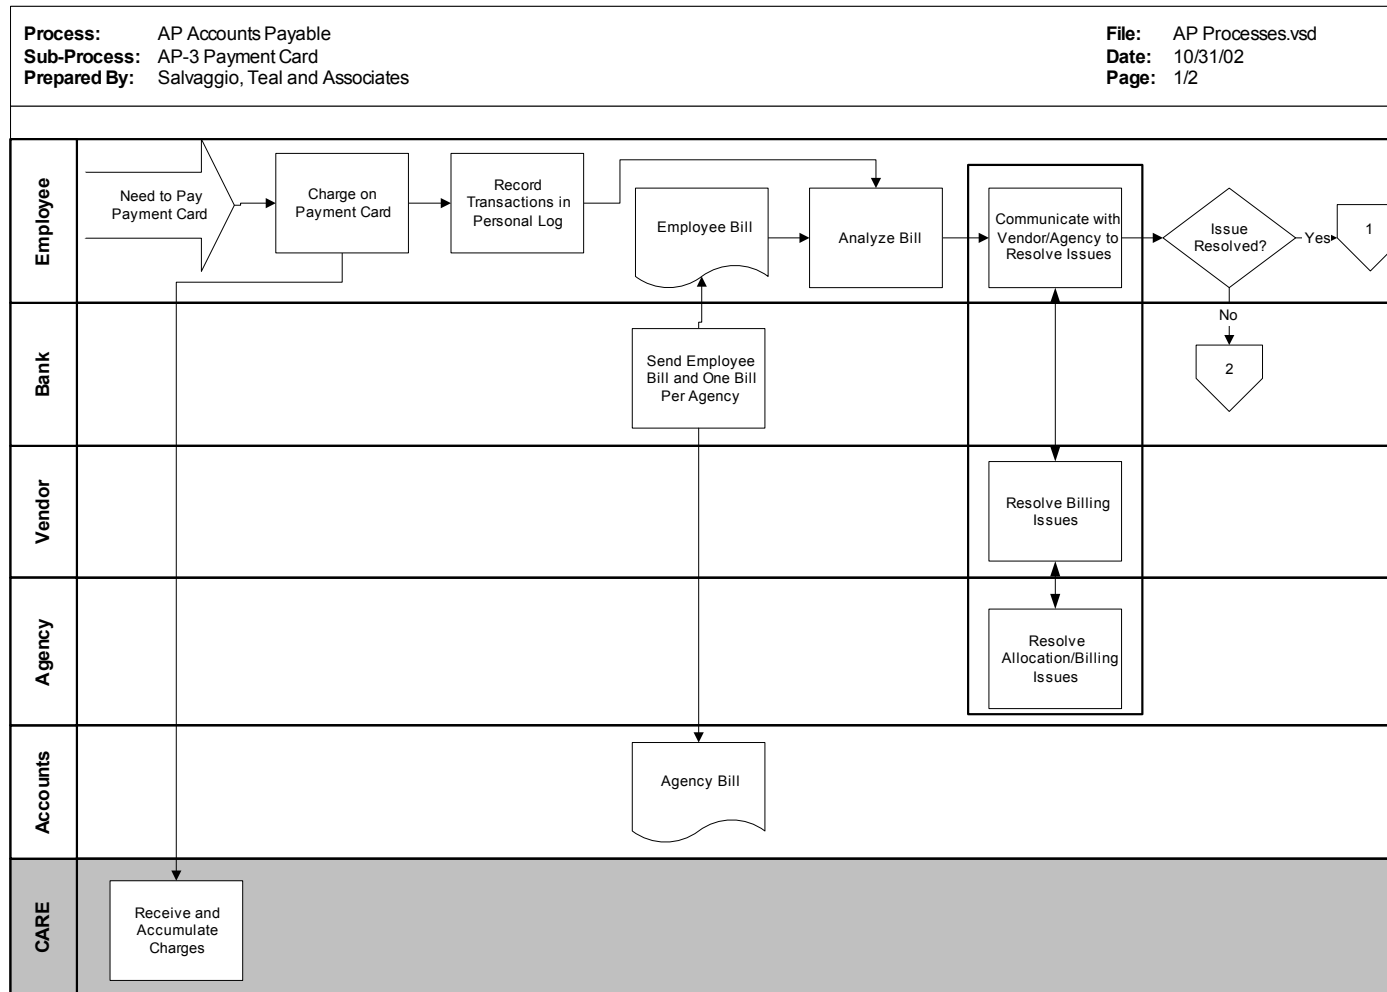 Process: AP Accounts Payable
Sub-Process: AP-3 Payment Card
Prepared By: Salvaggio, Teal and Associates
File: AP Processes.vsd
Date: 10/31/02
Page: 1/2
Employee
Need to Pay
Payment Card
Charge on
Payment Card
Record
Transactions in
Personal Log
Employee Bill
Analyze Bill
Communicate with
Vendor/Agency to
Resolve Issues
Issue
Resolved?
Yes
1
No
2
Bank
Send Employee
Bill and One Bill
Per Agency
Vendor
Resolve Billing
Issues
Agency
Resolve
Allocation/Billing
Issues
Accounts
Agency Bill
CARE
Receive and
Accumulate
Charges